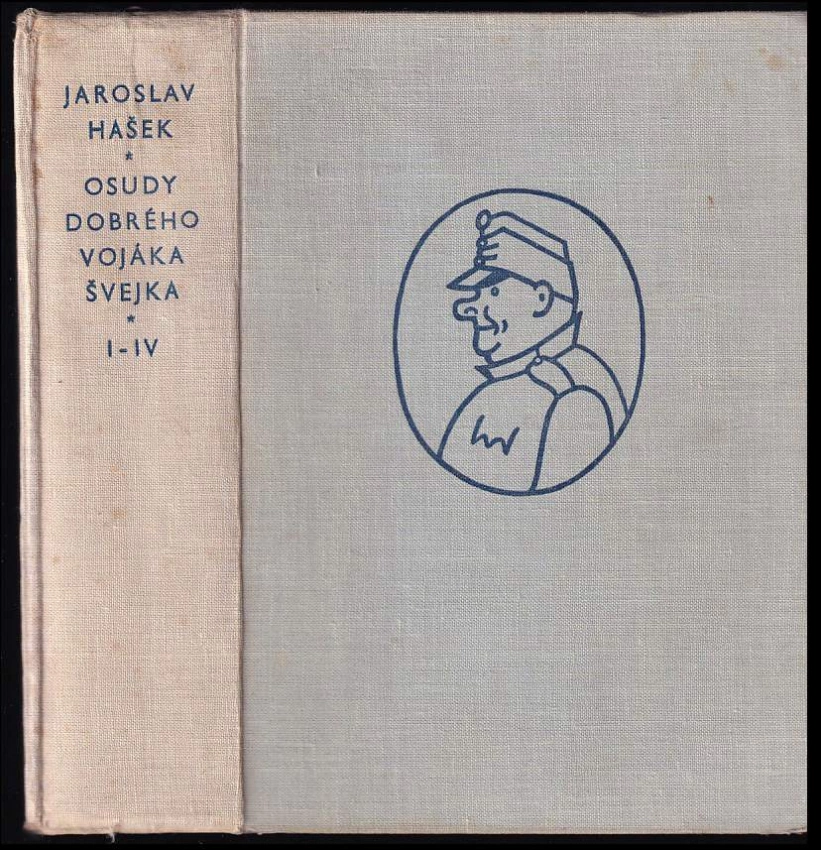 JAROSLAV
HAŠEK
*
OSUDY
DOBRÉHO
VOJÁKA
ŠVEJKA
*
I-IV